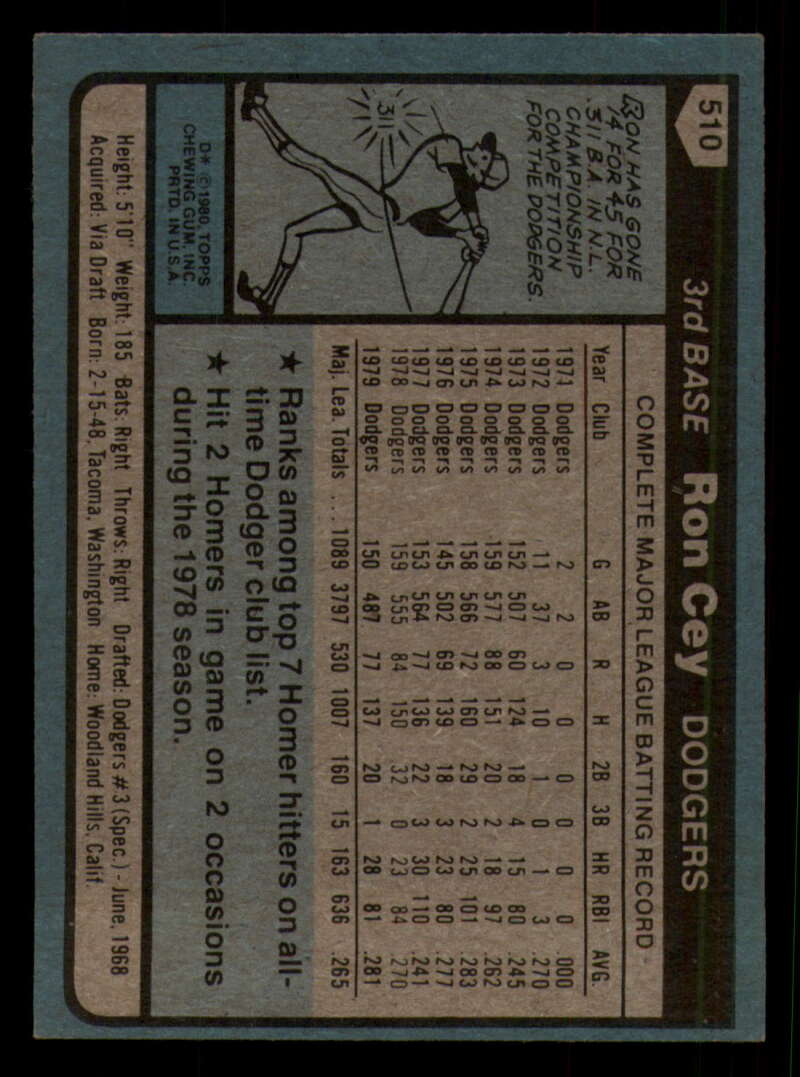 510
3rd BASE Ron Cey DODGERS
RON HAS GONE
14 FOR 45 FOR
.311 B.A. IN N.L.
CHAMPIONSHIP
COMPETITION
FOR THE DODGERS.
.311
D* © 1980, TOPPS
CHEWING GUM, INC.
PRTD. IN U.S.A.
COMPLETE MAJOR LEAGUE BATTING RECORD
Year Club G AB R H 2B 3B HR RBI AVG.
1971 Dodgers 2 2 0 0 0 0 0 0 .000
1972 Dodgers 11 37 3 10 1 0 1 3 .270
1973 Dodgers 152 507 60 124 18 4 15 80 .245
1974 Dodgers 159 577 88 151 20 2 18 97 .262
1975 Dodgers 158 566 72 160 29 2 25 101 .283
1976 Dodgers 145 502 69 139 18 3 23 80 .277
1977 Dodgers 153 564 77 136 22 3 30 110 .241
1978 Dodgers 159 555 84 150 32 0 23 84 .270
1979 Dodgers 150 487 77 137 20 1 28 81 .281
Maj. Lea. Totals . . . 1089 3797 530 1007 160 15 163 636 .265
★ Ranks among top 7 Homer hitters on all-
time Dodger club list.
★ Hit 2 Homers in game on 2 occasions
during the 1978 season.
Height: 5'10" Weight: 185 Bats: Right Throws: Right Drafted: Dodgers #3 (Spec.) - June, 1968
Acquired: Via Draft Born: 2-15-48, Tacoma, Washington Home: Woodland Hills, Calif.